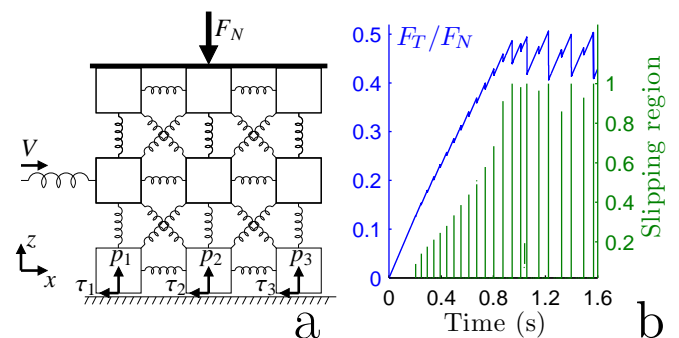 F_N
V
z
x
p_1 p_2 p_3
τ_1 τ_2 τ_3
a
F_T/F_N
0.5
0.4
0.3
0.2
0.1
0
0 0.4 0.8 1.2 1.6
Time (s)
1
0.8
0.6
0.4
0.2
Slipping region
b